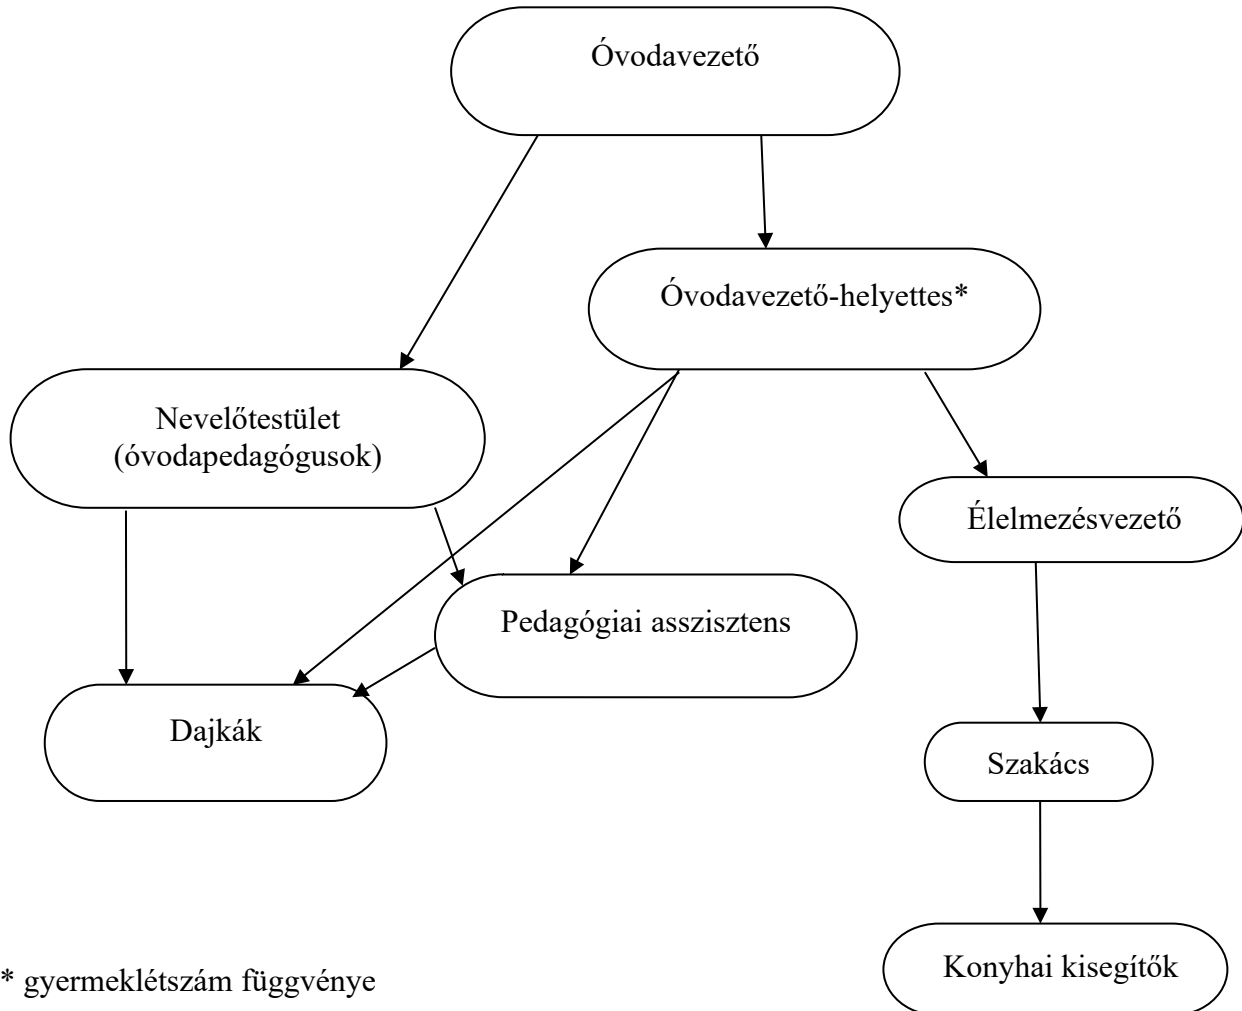 Óvodavezető
Óvodavezető-helyettes*
Nevelőtestület
(óvodapedagógusok)
Élelmezésvezető
Pedagógiai asszisztens
Dajkák
Szakács
Konyhai kisegítők
* gyermeklétszám függvénye